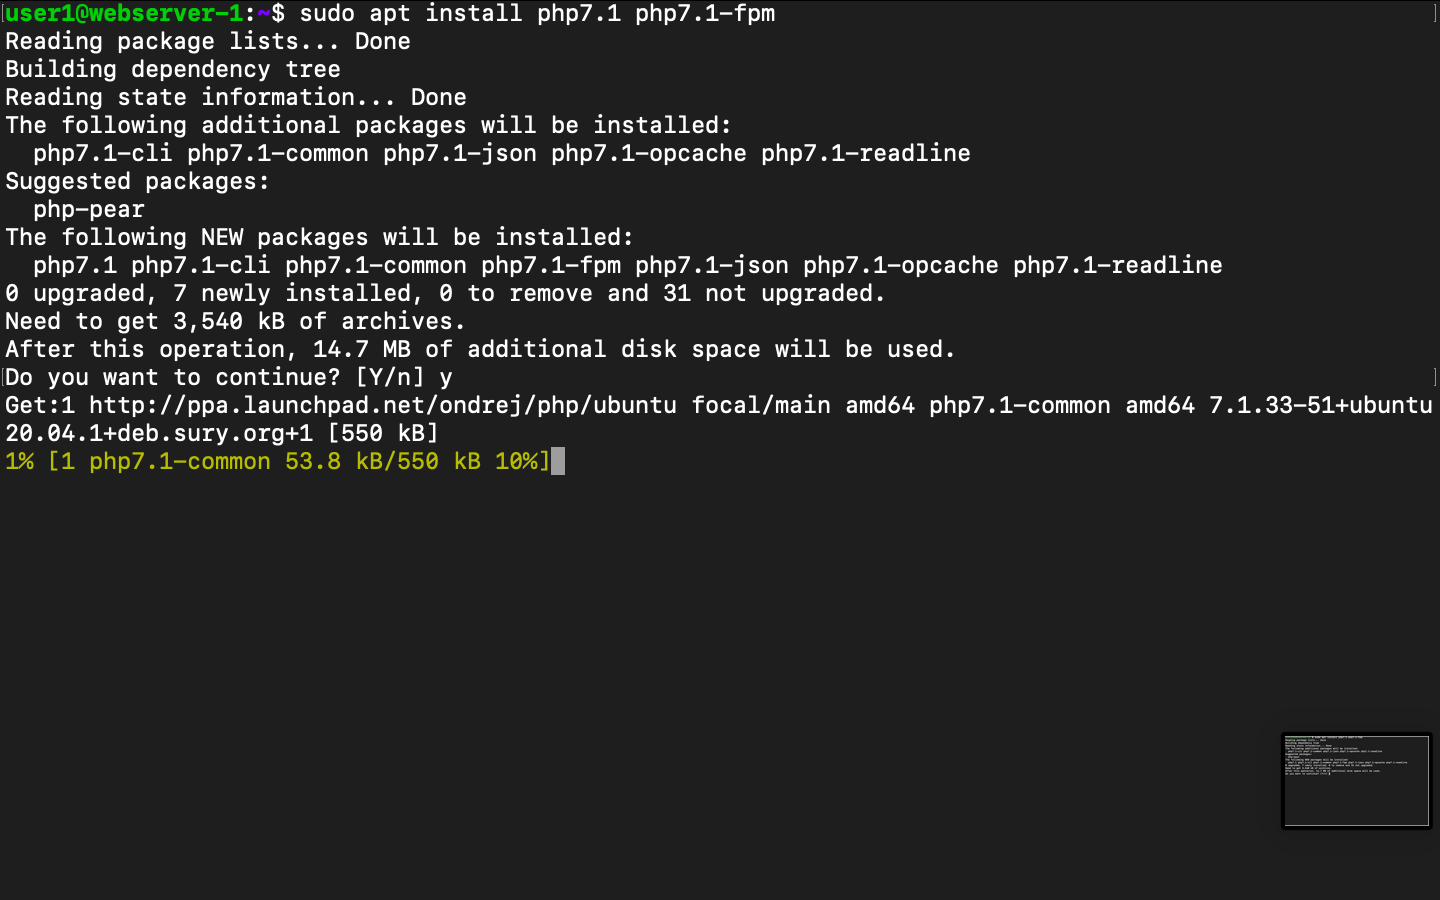 user1@webserver-1:~$ sudo apt install php7.1 php7.1-fpm
Reading package lists... Done
Building dependency tree
Reading state information... Done
The following additional packages will be installed:
  php7.1-cli php7.1-common php7.1-json php7.1-opcache php7.1-readline
Suggested packages:
  php-pear
The following NEW packages will be installed:
  php7.1 php7.1-cli php7.1-common php7.1-fpm php7.1-json php7.1-opcache php7.1-readline
0 upgraded, 7 newly installed, 0 to remove and 31 not upgraded.
Need to get 3,540 kB of archives.
After this operation, 14.7 MB of additional disk space will be used.
Do you want to continue? [Y/n] y
Get:1 http://ppa.launchpad.net/ondrej/php/ubuntu focal/main amd64 php7.1-common amd64 7.1.33-51+ubuntu
20.04.1+deb.sury.org+1 [550 kB]
1% [1 php7.1-common 53.8 kB/550 kB 10%]